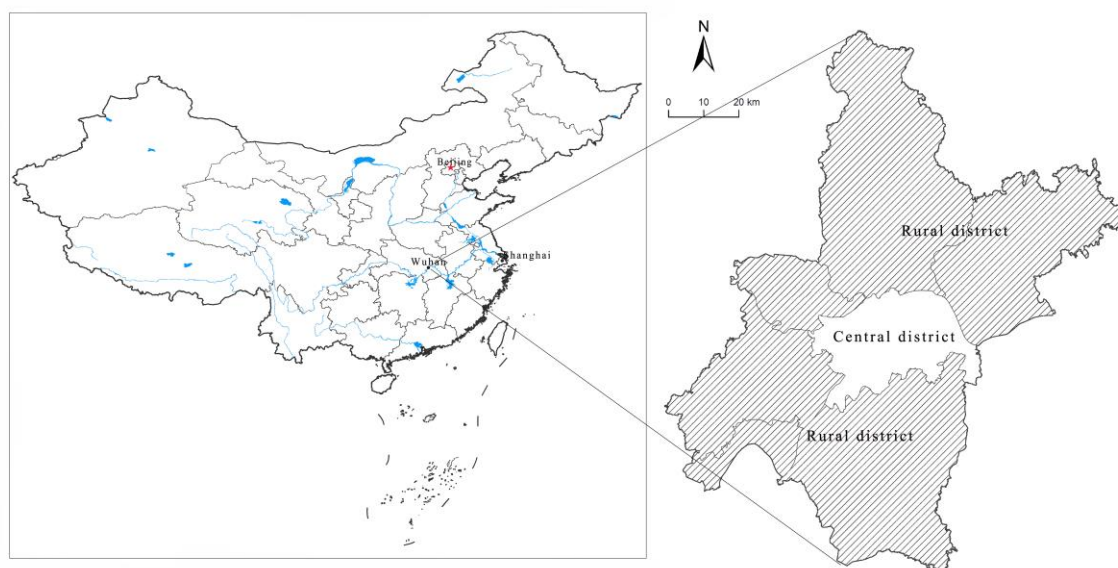 Beijing
Wuhan
Shanghai
N
0 10 20 km
Rural district
Central district
Rural district